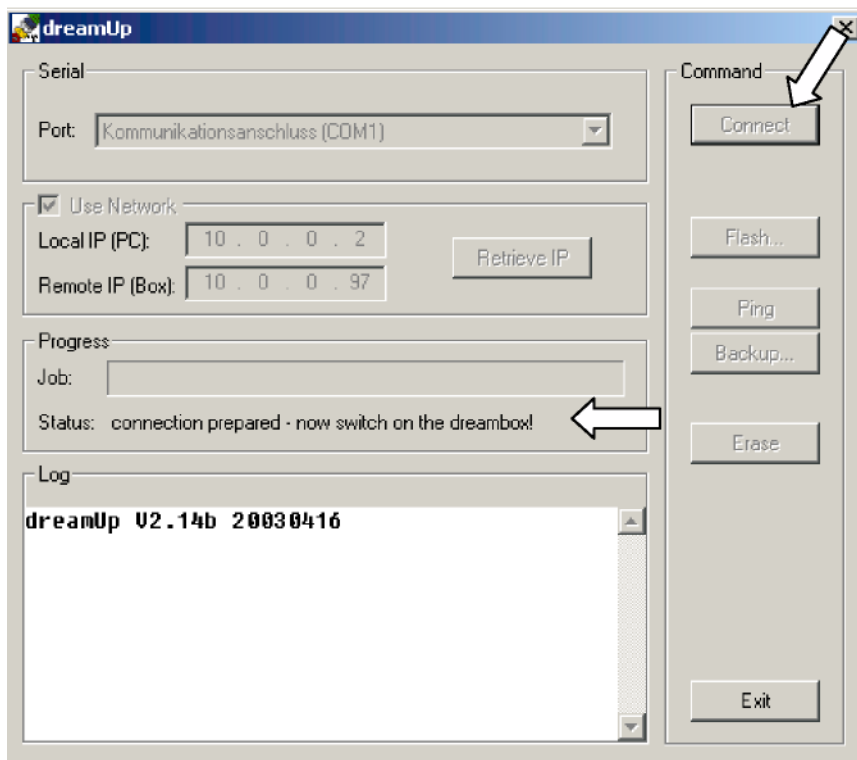 dreamUp
Serial
Port: Kommunikationsanschluss (COM1)
Use Network
Local IP (PC): 10 . 0 . 0 . 2
Remote IP (Box): 10 . 0 . 0 . 97
Retrieve IP
Progress
Job:
Status: connection prepared - now switch on the dreambox!
Log
dreamUp V2.14b 20030416
Command
Connect
Flash...
Ping
Backup...
Erase
Exit